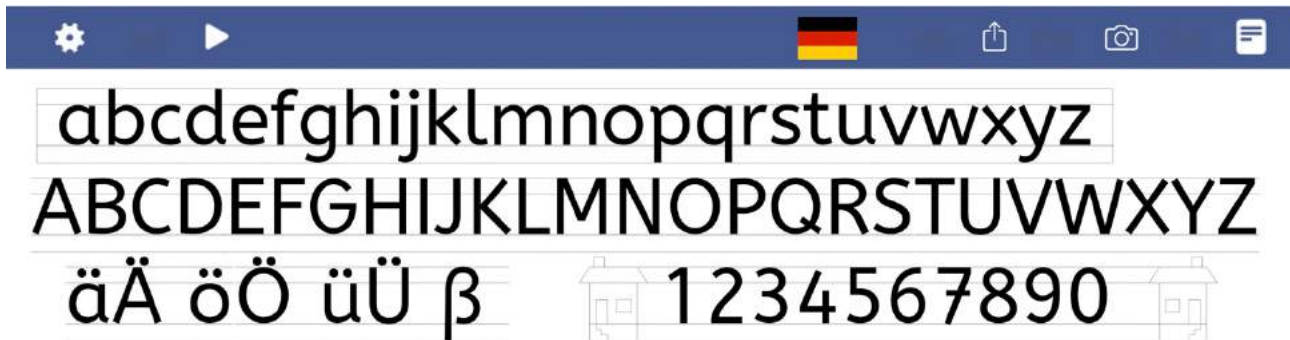 abcdefghijklmnopqrstuvwxyz
ABCDEFGHIJKLMNOPQRSTUVWXYZ
äÄ öÖ üÜ ß 1234567890